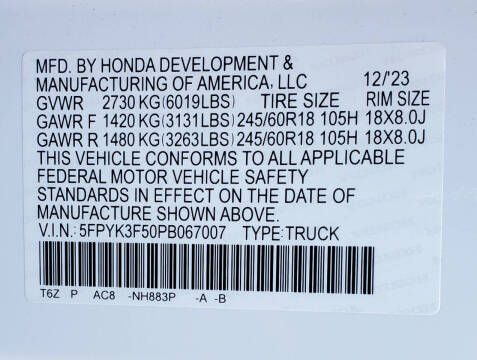 MFD. BY HONDA DEVELOPMENT &
MANUFACTURING OF AMERICA, LLC 12/'23
GVWR 2730 KG(6019LBS) TIRE SIZE RIM SIZE
GAWR F 1420 KG(3131LBS) 245/60R18 105H 18X8.0J
GAWR R 1480 KG(3263LBS) 245/60R18 105H 18X8.0J
THIS VEHICLE CONFORMS TO ALL APPLICABLE
FEDERAL MOTOR VEHICLE SAFETY
STANDARDS IN EFFECT ON THE DATE OF
MANUFACTURE SHOWN ABOVE.
V.I.N.: 5FPYK3F50PB067007 TYPE:TRUCK
T6Z P AC8 -NH883P -A -B